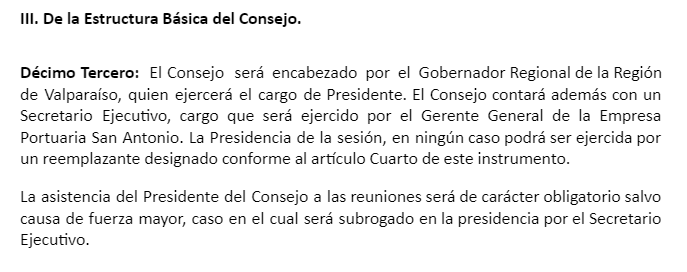 III. De la Estructura Básica del Consejo.
Décimo Tercero: El Consejo será encabezado por el Gobernador Regional de la Región
de Valparaíso, quien ejercerá el cargo de Presidente. El Consejo contará además con un
Secretario Ejecutivo, cargo que será ejercido por el Gerente General de la Empresa
Portuaria San Antonio. La Presidencia de la sesión, en ningún caso podrá ser ejercida por
un reemplazante designado conforme al artículo Cuarto de este instrumento.
La asistencia del Presidente del Consejo a las reuniones será de carácter obligatorio salvo
causa de fuerza mayor, caso en el cual será subrogado en la presidencia por el Secretario
Ejecutivo.